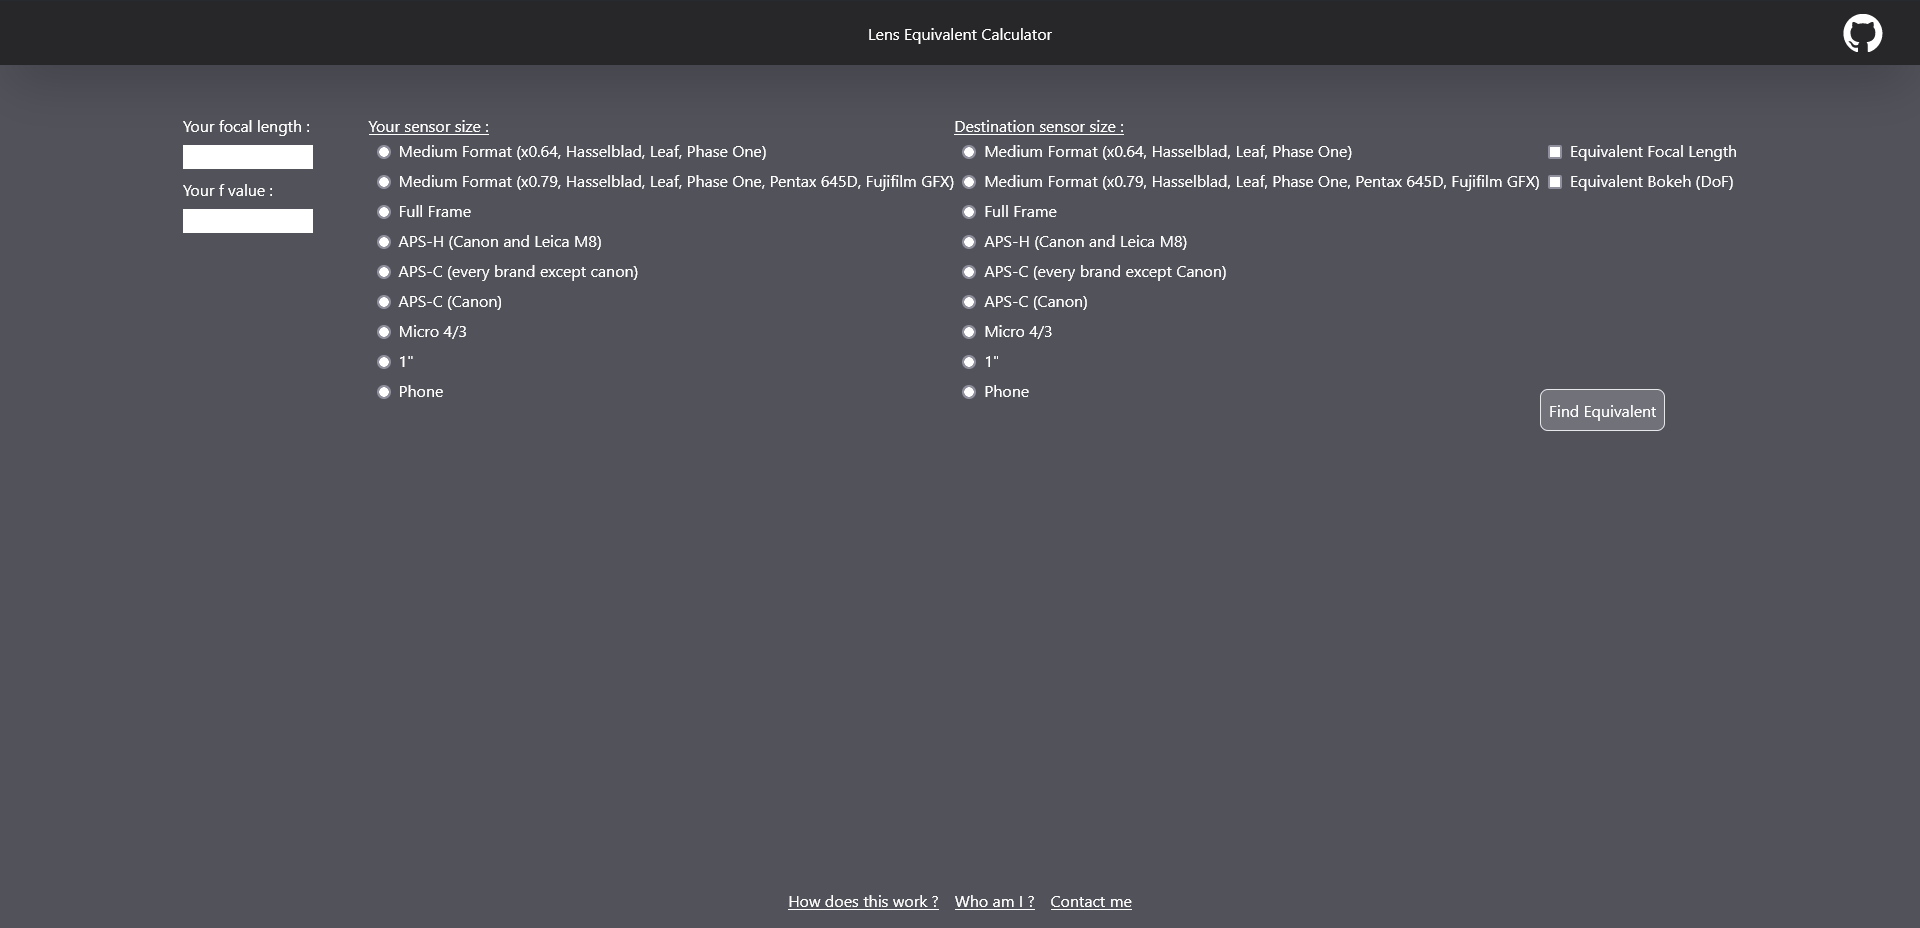 Lens Equivalent Calculator
Your focal length :
Your f value :
Your sensor size :
Medium Format (x0.64, Hasselblad, Leaf, Phase One)
Medium Format (x0.79, Hasselblad, Leaf, Phase One, Pentax 645D, Fujifilm GFX)
Full Frame
APS-H (Canon and Leica M8)
APS-C (every brand except canon)
APS-C (Canon)
Micro 4/3
1"
Phone
Destination sensor size :
Medium Format (x0.64, Hasselblad, Leaf, Phase One)
Medium Format (x0.79, Hasselblad, Leaf, Phase One, Pentax 645D, Fujifilm GFX)
Full Frame
APS-H (Canon and Leica M8)
APS-C (every brand except Canon)
APS-C (Canon)
Micro 4/3
1"
Phone
Equivalent Focal Length
Equivalent Bokeh (DoF)
Find Equivalent
How does this work ? Who am I ? Contact me